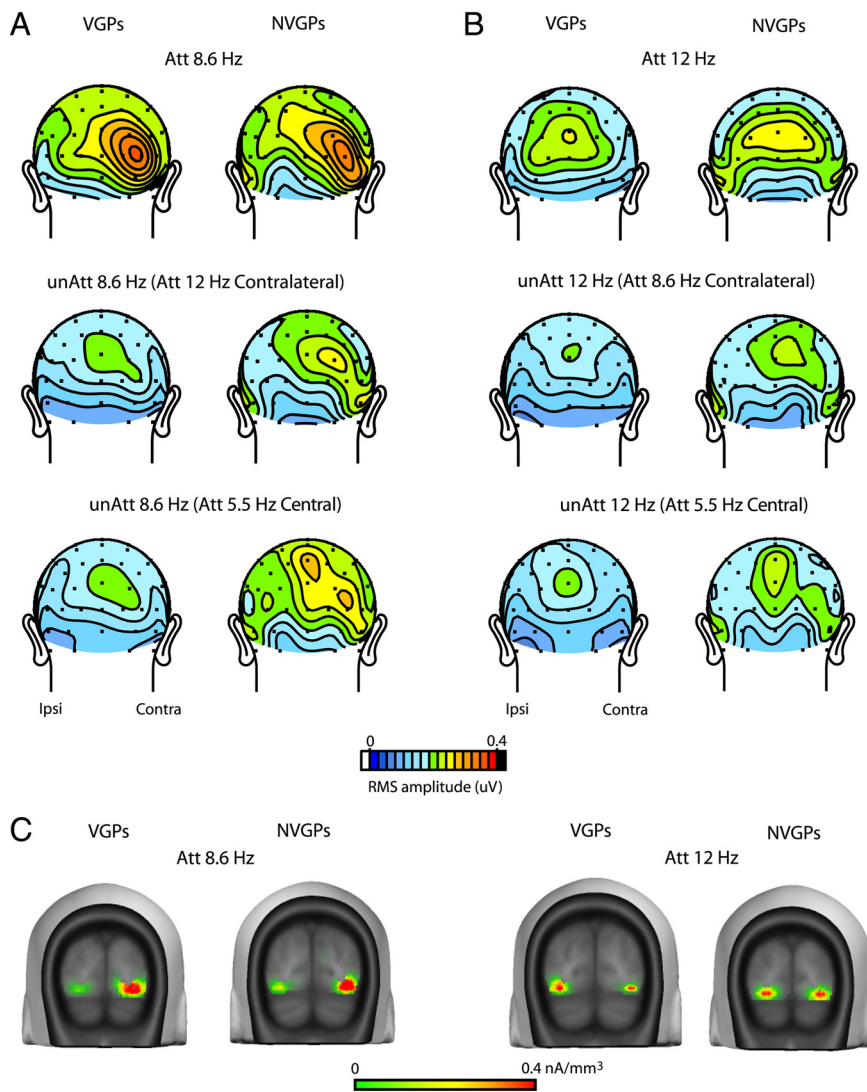 A
VGPs
NVGPs
Att 8.6 Hz
unAtt 8.6 Hz (Att 12 Hz Contralateral)
unAtt 8.6 Hz (Att 5.5 Hz Central)
Ipsi
Contra
B
VGPs
NVGPs
Att 12 Hz
unAtt 12 Hz (Att 8.6 Hz Contralateral)
unAtt 12 Hz (Att 5.5 Hz Central)
Ipsi
Contra
0
0.4
RMS amplitude (uV)
C
VGPs
NVGPs
Att 8.6 Hz
VGPs
NVGPs
Att 12 Hz
0
0.4 nA/mm³